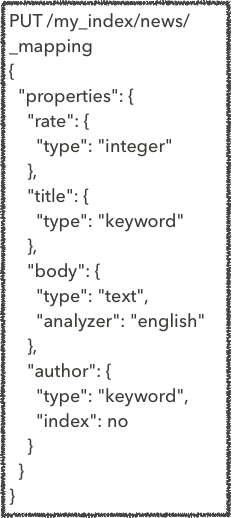 PUT /my_index/news/
_mapping
{
  "properties": {
    "rate": {
      "type": "integer"
    },
    "title": {
      "type": "keyword"
    },
    "body": {
      "type": "text",
      "analyzer": "english"
    },
    "author": {
      "type": "keyword",
      "index": no
    }
  }
}